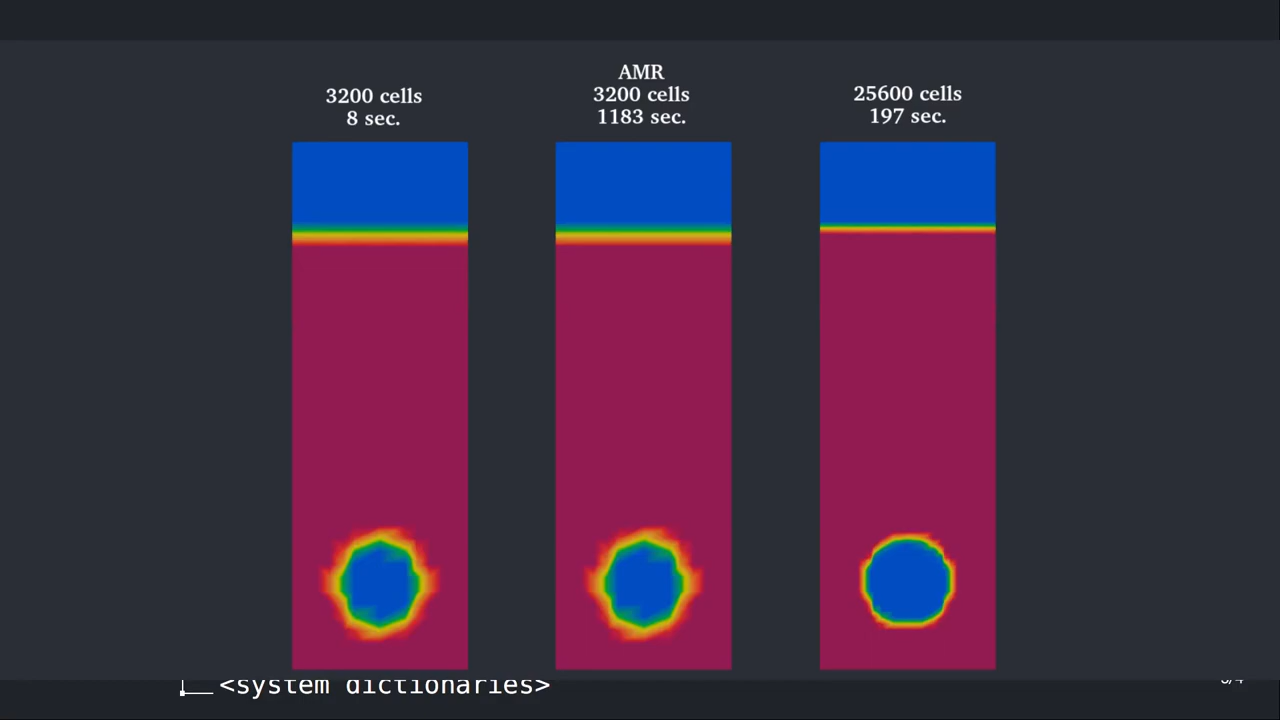 3200 cells
8 sec.
AMR
3200 cells
1183 sec.
25600 cells
197 sec.
<system dictionaries>